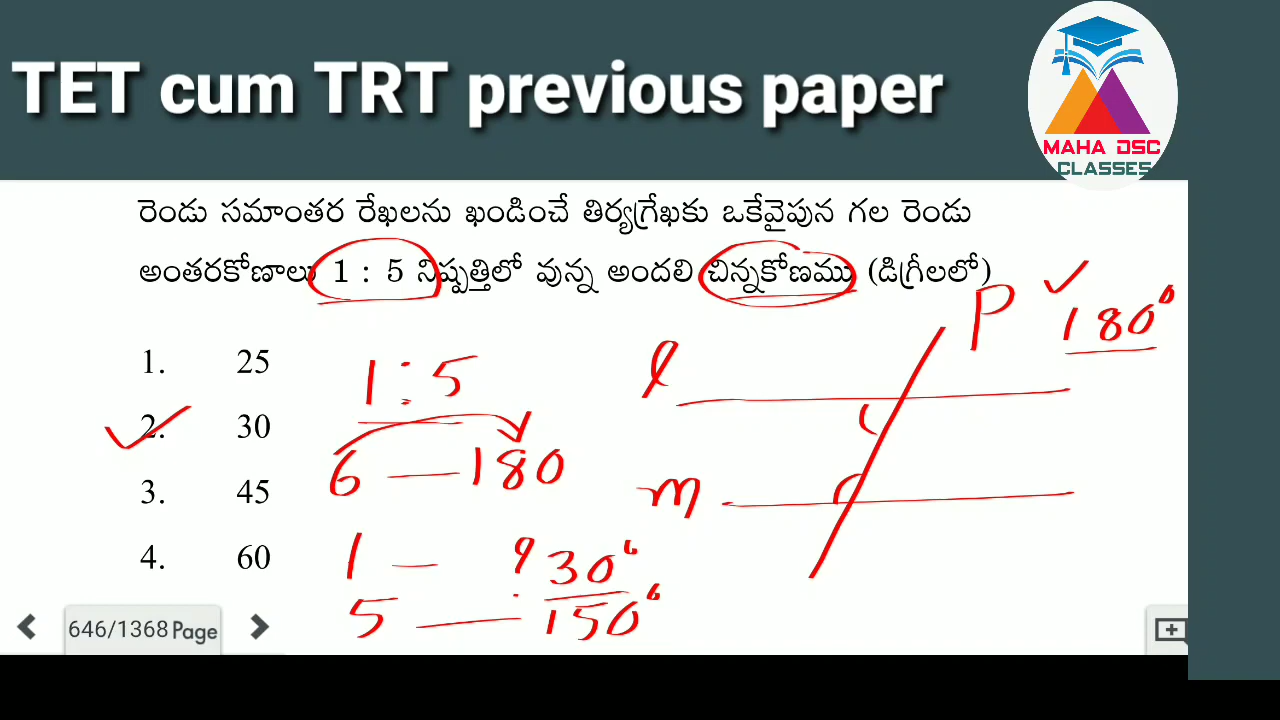 TET cum TRT previous paper
MAHA DSC
CLASSES
రెండు సమాంతర రేఖలను ఖండించే తిర్యగ్రేఖకు ఒకేవైపున గల రెండు
అంతరకోణాలు 1 : 5 నిష్పత్తిలో వున్న అందలి చిన్నకోణము (డిగ్రీలలో)
1. 25
2. 30
3. 45
4. 60
1:5
6 — 180
1 — ? 30°
5 — 150°
l
m
P
180°
646/1368 Page